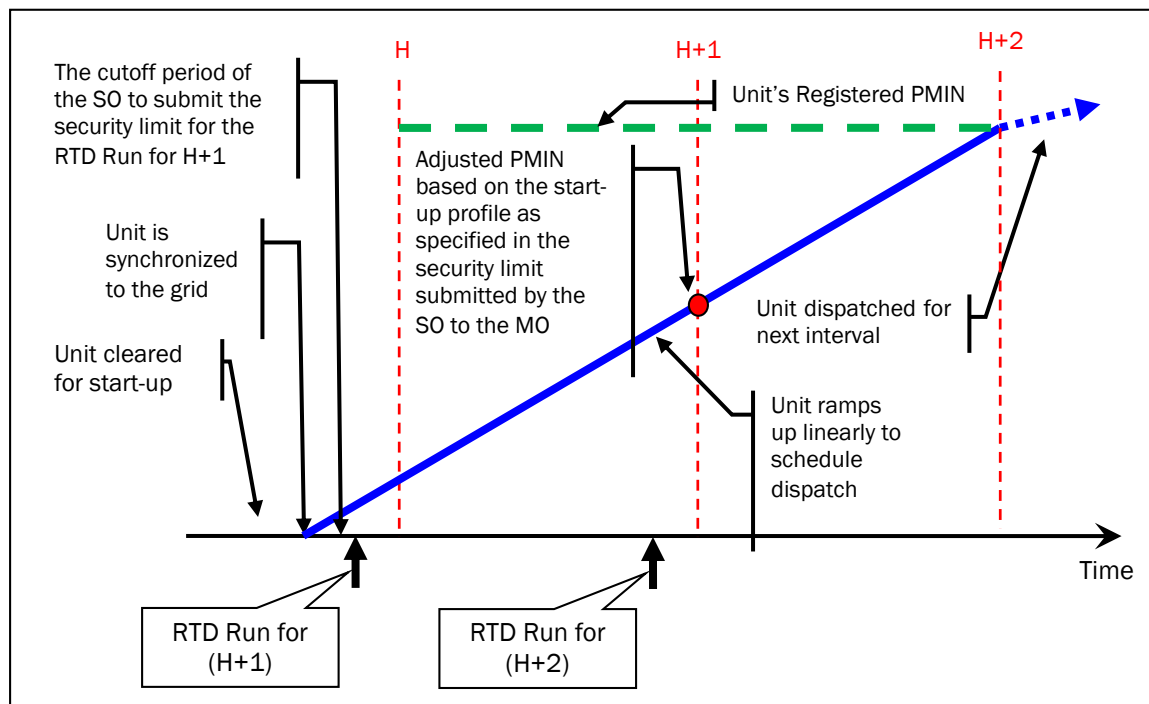 H
H+1
H+2
The cutoff period of
the SO to submit the
security limit for the
RTD Run for H+1
Unit's Registered PMIN
Adjusted PMIN
based on the start-
up profile as
specified in the
security limit
submitted by the
SO to the MO
Unit is
synchronized
to the grid
Unit dispatched for
next interval
Unit cleared
for start-up
Unit ramps
up linearly to
schedule
dispatch
Time
RTD Run for
(H+1)
RTD Run for
(H+2)